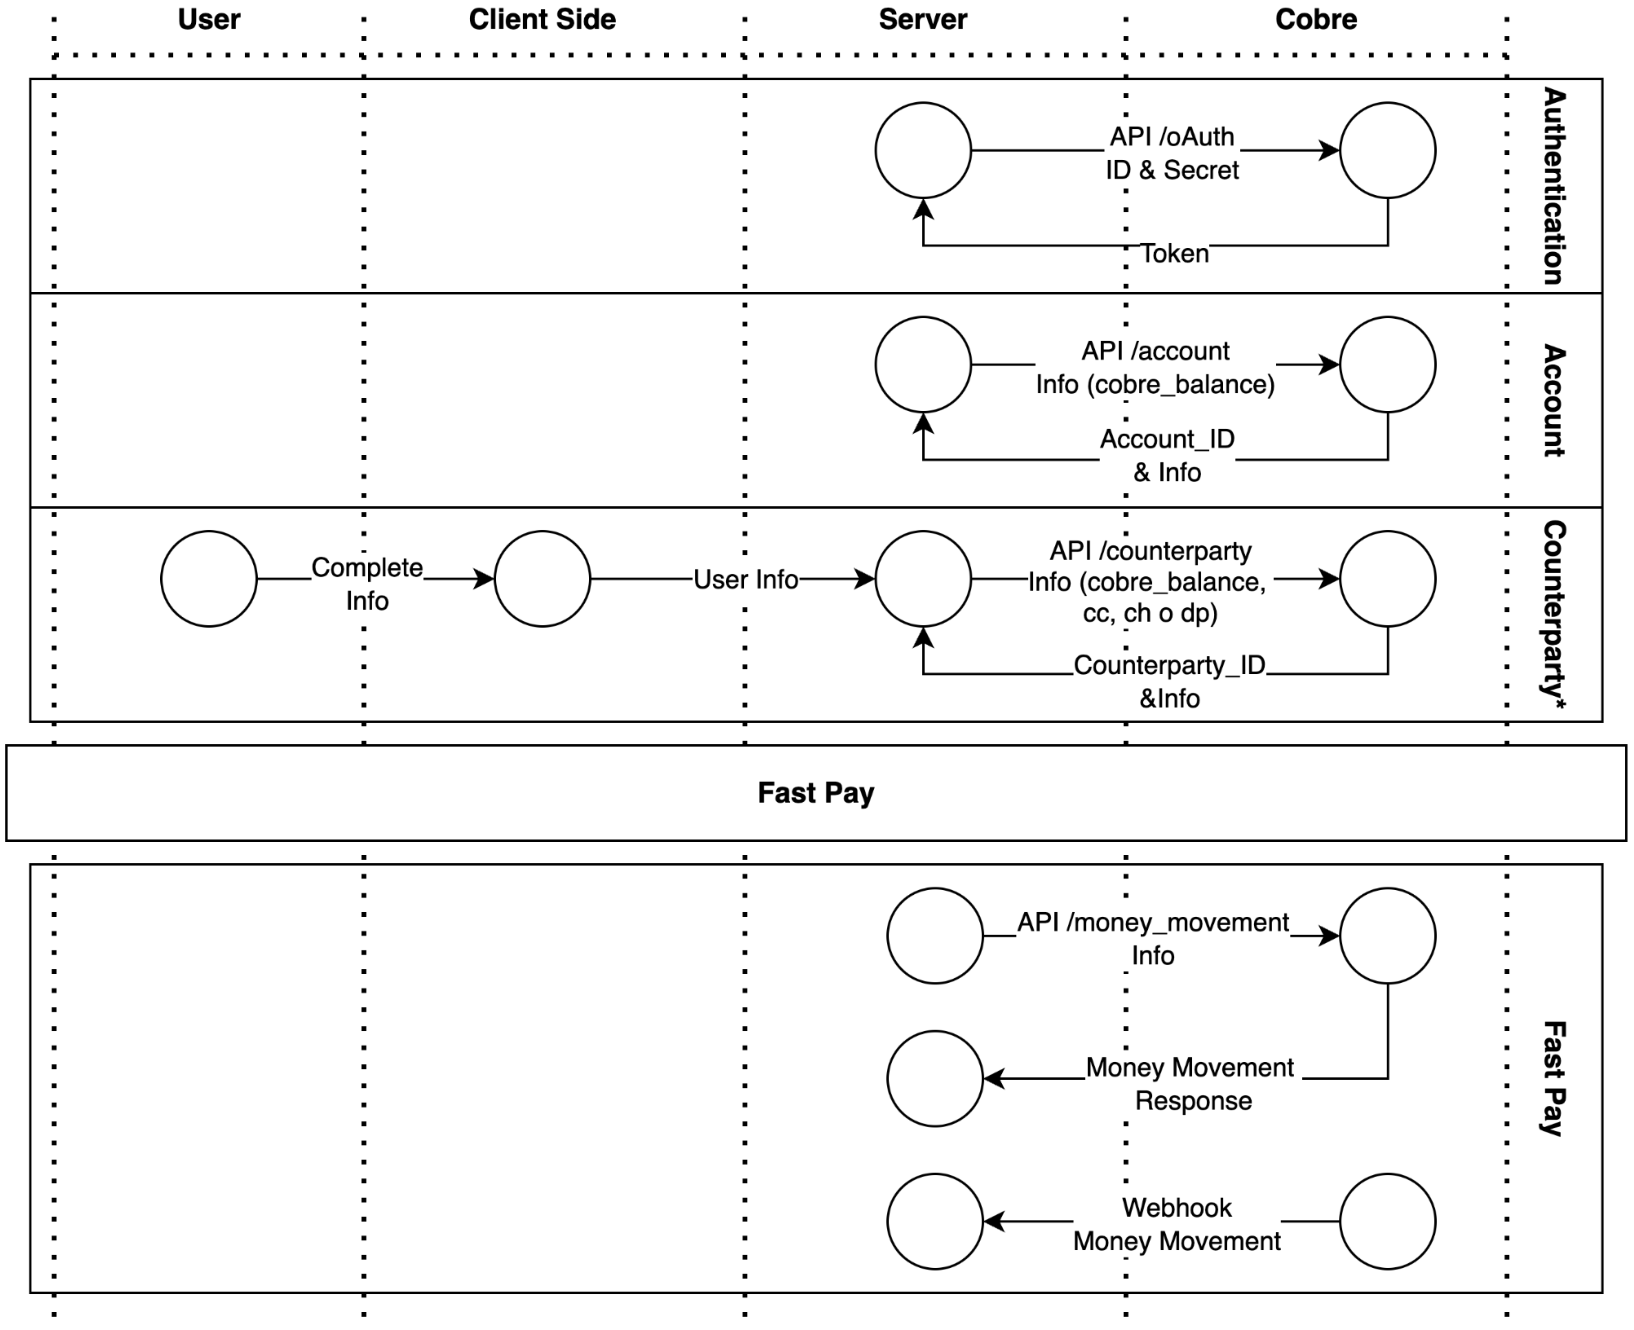 User
Client Side
Server
Cobre
Authentication
API /oAuth
ID & Secret
Token
Account
API /account
Info (cobre_balance)
Account_ID
& Info
Counterparty*
Complete
Info
User Info
API /counterparty
Info (cobre_balance,
cc, ch o dp)
Counterparty_ID
&Info
Fast Pay
Fast Pay
API /money_movement
Info
Money Movement
Response
Webhook
Money Movement